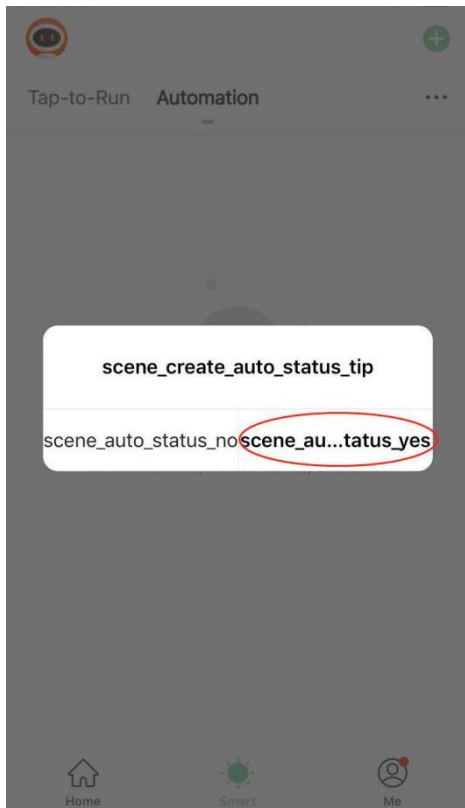 Tap-to-Run Automation ...
scene_create_auto_status_tip
scene_auto_status_no scene_au...tatus_yes
Home Smart Me